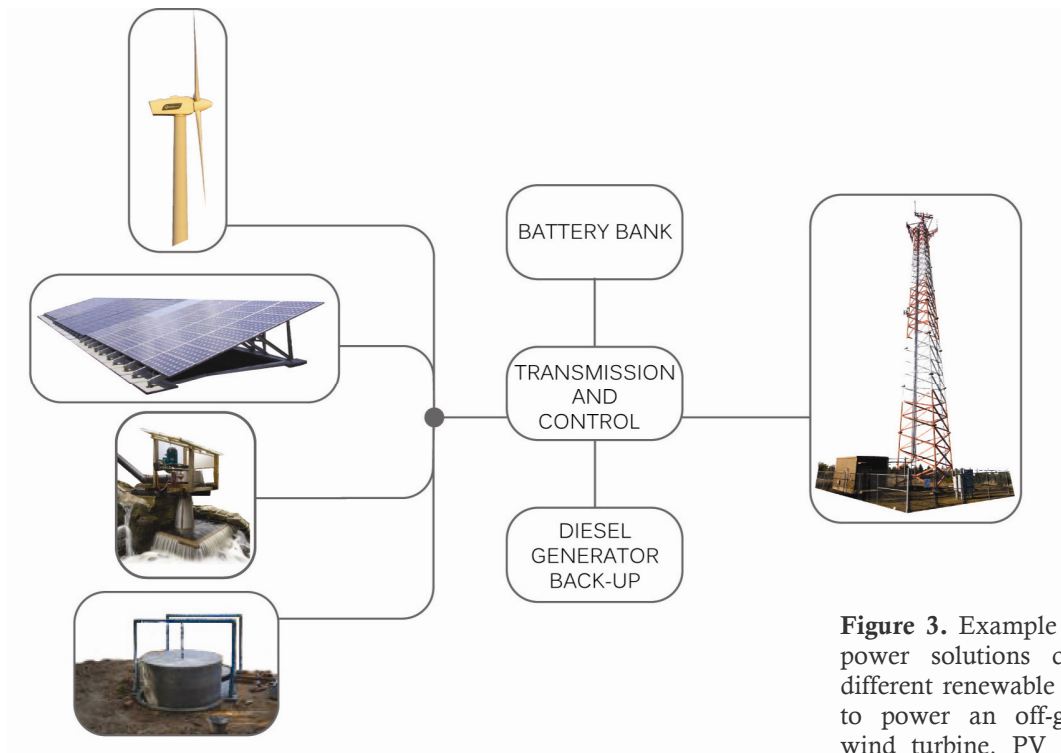 BATTERY BANK
TRANSMISSION
AND
CONTROL
DIESEL
GENERATOR
BACK-UP
Figure 3. Example
power solutions
different renewable
to power an off-g
wind turbine, PV